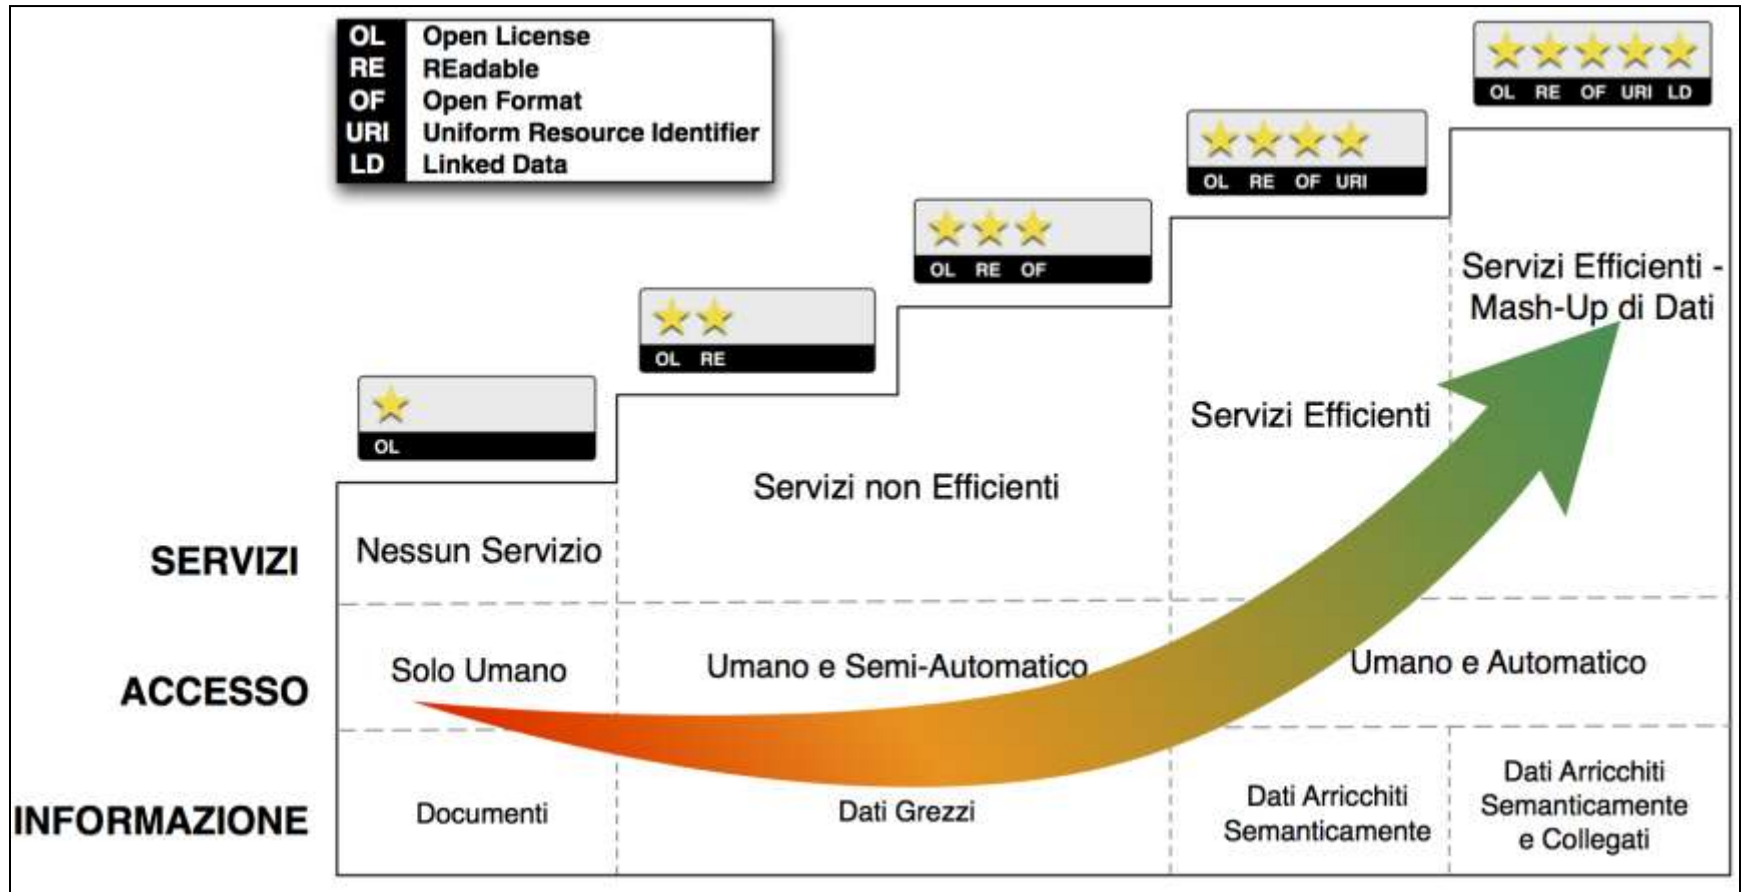 OL Open License
RE REadable
OF Open Format
URI Uniform Resource Identifier
LD Linked Data
OL RE OF URI LD
OL RE OF URI
OL RE OF
OL RE
OL
Servizi Efficienti -
Mash-Up di Dati
Servizi Efficienti
Servizi non Efficienti
SERVIZI
Nessun Servizio
ACCESSO
Solo Umano
Umano e Semi-Automatico
Umano e Automatico
INFORMAZIONE
Documenti
Dati Grezzi
Dati Arricchiti
Semanticamente
Dati Arricchiti
Semanticamente
e Collegati